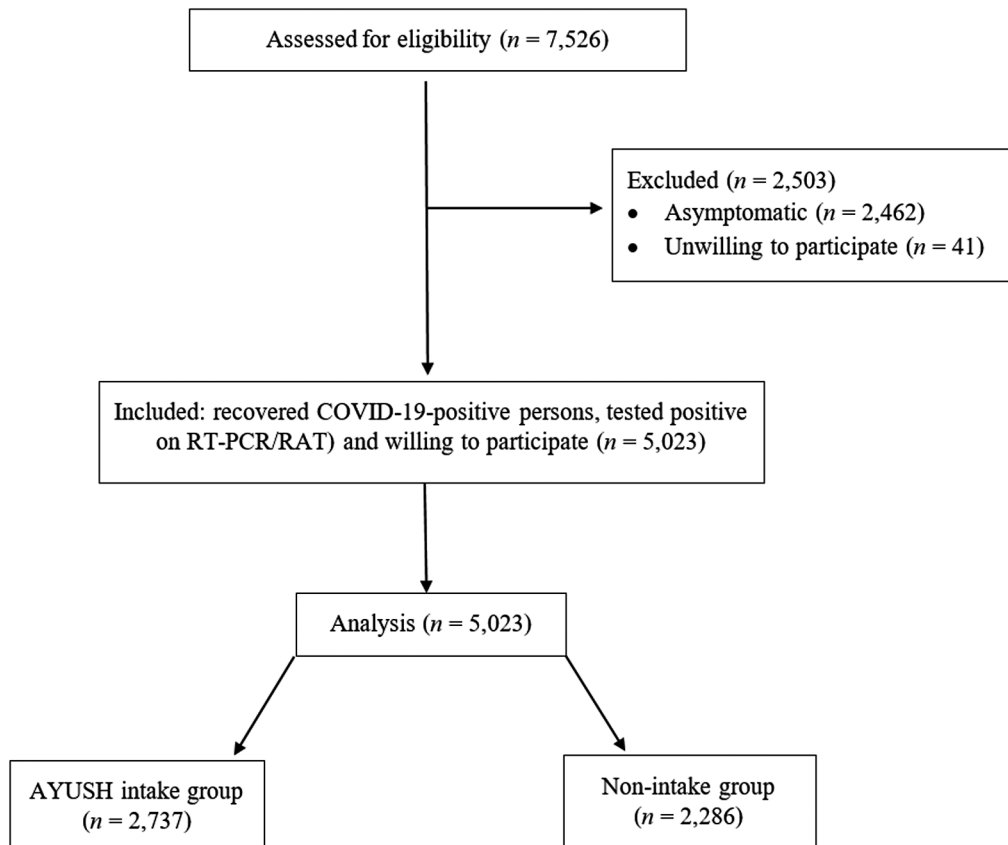 Assessed for eligibility (n = 7,526)
Excluded (n = 2,503)
• Asymptomatic (n = 2,462)
• Unwilling to participate (n = 41)
Included: recovered COVID-19-positive persons, tested positive
on RT-PCR/RAT) and willing to participate (n = 5,023)
Analysis (n = 5,023)
AYUSH intake group
(n = 2,737)
Non-intake group
(n = 2,286)